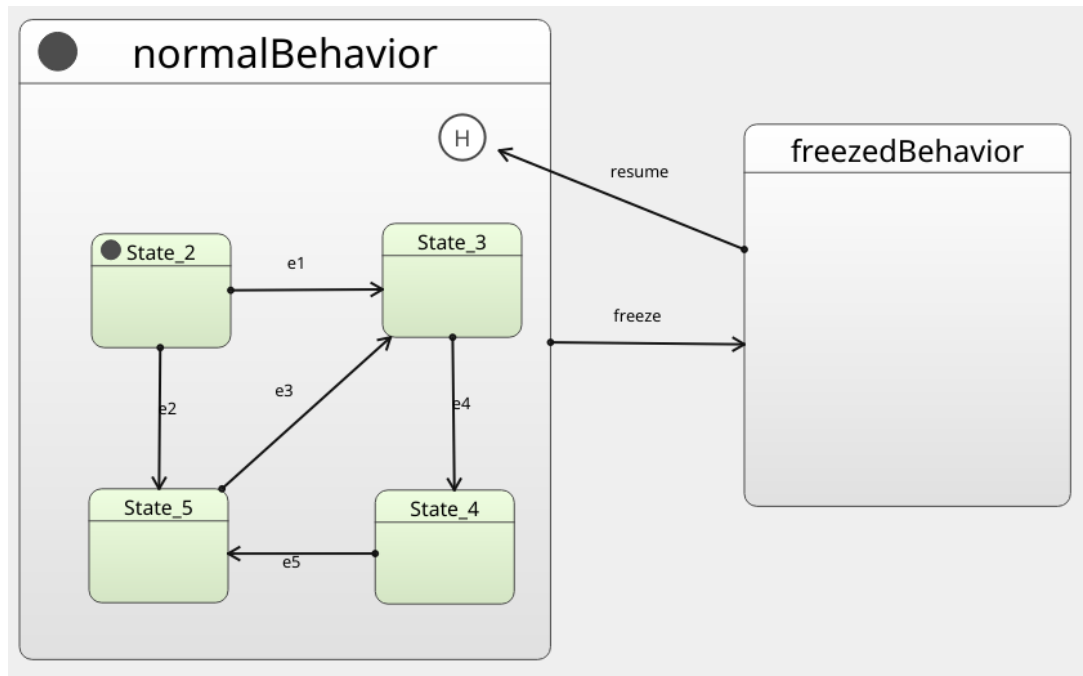 normalBehavior
H
freezedBehavior
resume
State_2
State_3
e1
freeze
e3
e2
e4
State_5
State_4
e5